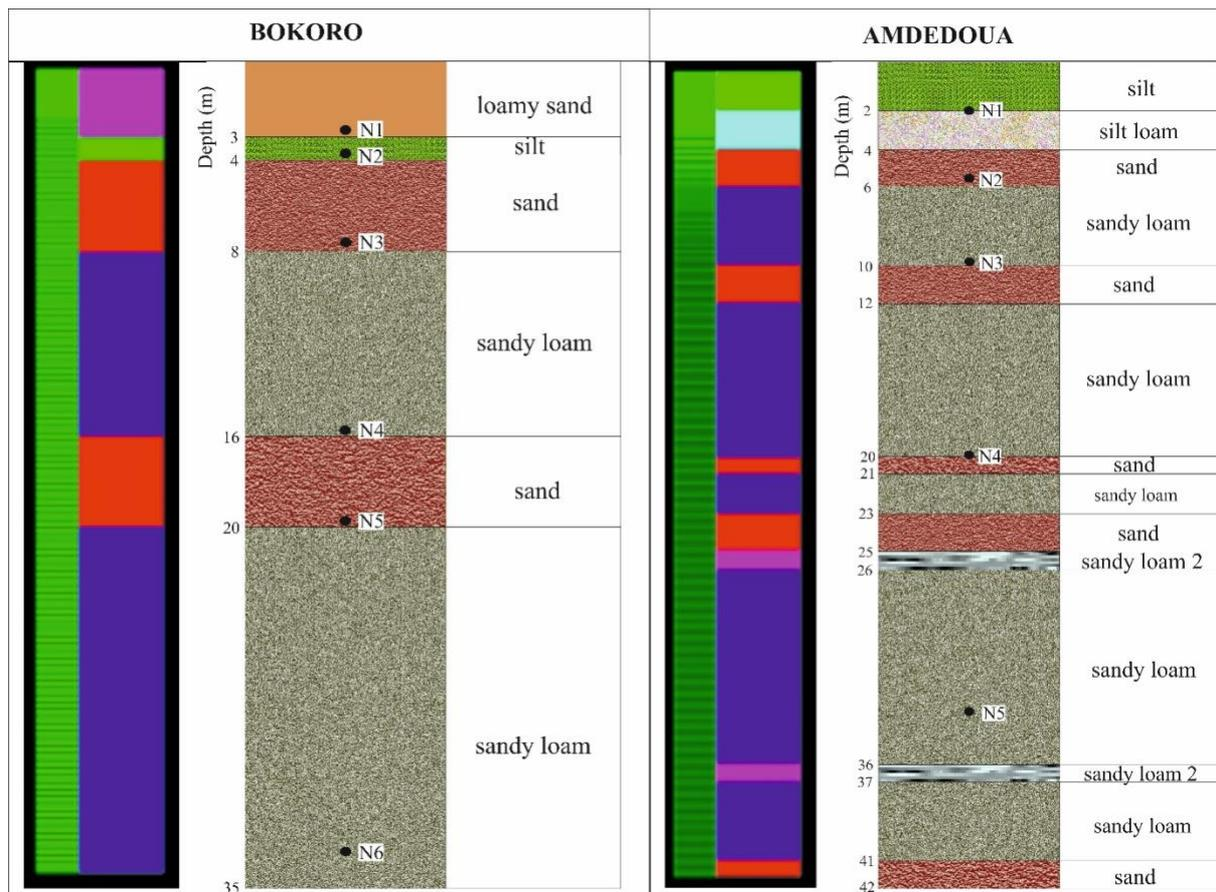 BOKORO
Depth (m)
loamy sand
N1
3
silt
N2
4
sand
N3
8
sandy loam
N4
16
sand
N5
20
sandy loam
N6
35
AMDEDOUA
Depth (m)
silt
2
N1
silt loam
4
sand
N2
6
sandy loam
N3
10
sand
12
sandy loam
20
N4
sand
21
sandy loam
23
sand
25
sandy loam 2
26
sandy loam
N5
36
sandy loam 2
37
sandy loam
41
sand
42